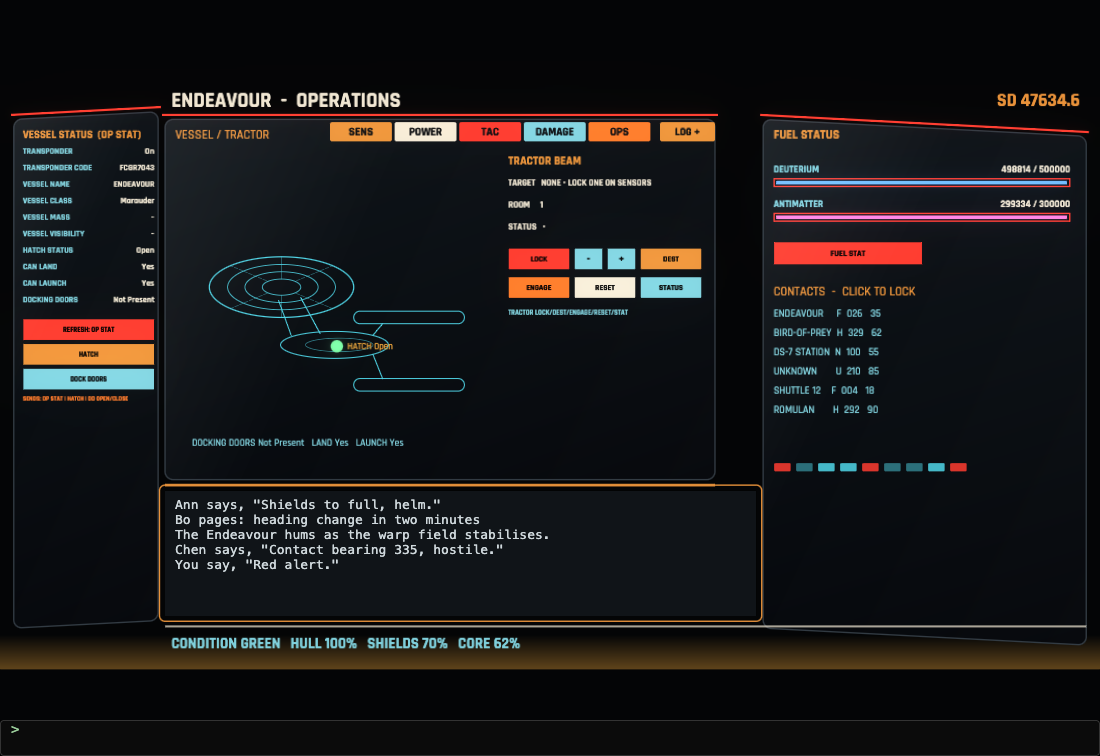 ENDEAVOUR - OPERATIONS
SD 47634.6
VESSEL STATUS (OP STAT)
TRANSPONDER On
TRANSPONDER CODE FCGR7043
VESSEL NAME ENDEAVOUR
VESSEL CLASS Marauder
VESSEL MASS -
VESSEL VISIBILITY -
HATCH STATUS Open
CAN LAND Yes
CAN LAUNCH Yes
DOCKING DOORS Not Present
REFRESH: OP STAT
HATCH
DOCK DOORS
SENDS: OP STAT | HATCH | DD OPEN/CLOSE
VESSEL / TRACTOR
SENS POWER TAC DAMAGE OPS LOG +
TRACTOR BEAM
TARGET NONE - LOCK ONE ON SENSORS
ROOM 1
STATUS -
LOCK - + DEST
ENGAGE RESET STATUS
TRACTOR LOCK/DEST/ENGAGE/RESET/STAT
HATCH Open
DOCKING DOORS Not Present LAND Yes LAUNCH Yes
FUEL STATUS
DEUTERIUM 498814 / 500000
ANTIMATTER 299334 / 300000
FUEL STAT
CONTACTS - CLICK TO LOCK
ENDEAVOUR F 026 35
BIRD-OF-PREY H 329 62
DS-7 STATION N 100 55
UNKNOWN U 210 85
SHUTTLE 12 F 004 18
ROMULAN H 292 90
Ann says, "Shields to full, helm."
Bo pages: heading change in two minutes
The Endeavour hums as the warp field stabilises.
Chen says, "Contact bearing 335, hostile."
You say, "Red alert."
CONDITION GREEN HULL 100% SHIELDS 70% CORE 62%
>